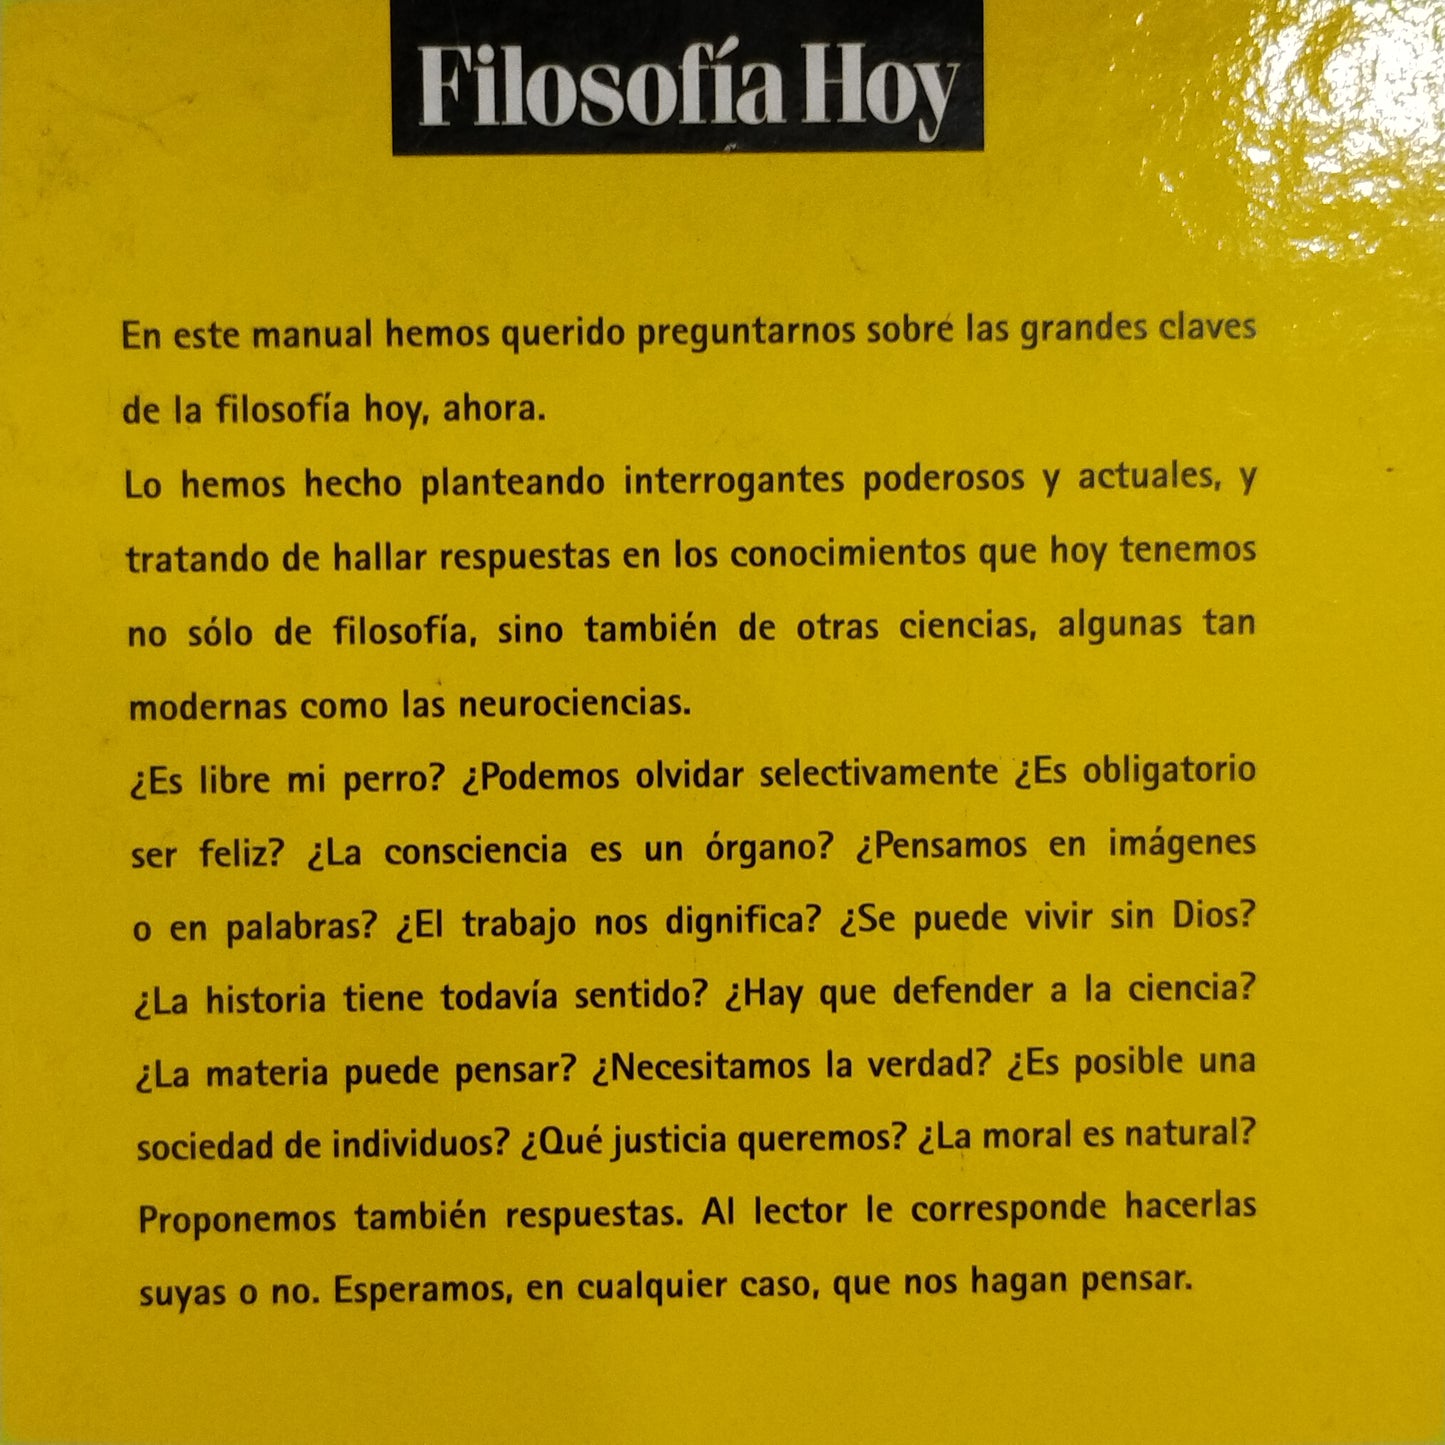 Filosofía Hoy
En este manual hemos querido preguntarnos sobre las grandes claves
de la filosofía hoy, ahora.
Lo hemos hecho planteando interrogantes poderosos y actuales, y
tratando de hallar respuestas en los conocimientos que hoy tenemos
no sólo de filosofía, sino también de otras ciencias, algunas tan
modernas como las neurociencias.
¿Es libre mi perro? ¿Podemos olvidar selectivamente ¿Es obligatorio
ser feliz? ¿La consciencia es un órgano? ¿Pensamos en imágenes
o en palabras? ¿El trabajo nos dignifica? ¿Se puede vivir sin Dios?
¿La historia tiene todavía sentido? ¿Hay que defender a la ciencia?
¿La materia puede pensar? ¿Necesitamos la verdad? ¿Es posible una
sociedad de individuos? ¿Qué justicia queremos? ¿La moral es natural?
Proponemos también respuestas. Al lector le corresponde hacerlas
suyas o no. Esperamos, en cualquier caso, que nos hagan pensar.